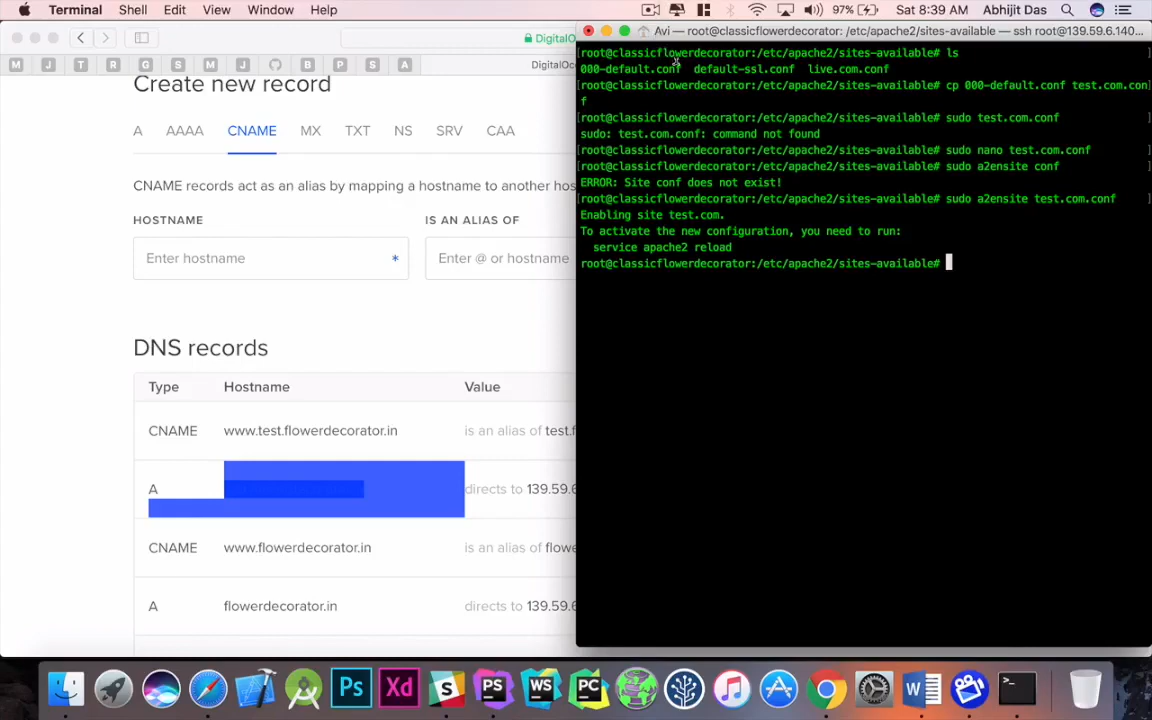 Terminal Shell Edit View Window Help 97% Sat 8:39 AM Abhijit Das
DigitalO
M J T R G S M J B P S A DigitalOc
Create new record
A AAAA CNAME MX TXT NS SRV CAA
CNAME records act as an alias by mapping a hostname to another hos
HOSTNAME IS AN ALIAS OF
Enter hostname * Enter @ or hostname
DNS records
Type Hostname Value
CNAME www.test.flowerdecorator.in is an alias of test.f
A directs to 139.59.6
CNAME www.flowerdecorator.in is an alias of flowe
A flowerdecorator.in directs to 139.59.6
Avi — root@classicflowerdecorator: /etc/apache2/sites-available — ssh root@139.59.6.140...
[root@classicflowerdecorator:/etc/apache2/sites-available# ls ]
000-default.conf default-ssl.conf live.com.conf
[root@classicflowerdecorator:/etc/apache2/sites-available# cp 000-default.conf test.com.con]
f
[root@classicflowerdecorator:/etc/apache2/sites-available# sudo test.com.conf ]
sudo: test.com.conf: command not found
[root@classicflowerdecorator:/etc/apache2/sites-available# sudo nano test.com.conf ]
[root@classicflowerdecorator:/etc/apache2/sites-available# sudo a2ensite conf ]
ERROR: Site conf does not exist!
[root@classicflowerdecorator:/etc/apache2/sites-available# sudo a2ensite test.com.conf ]
Enabling site test.com.
To activate the new configuration, you need to run:
service apache2 reload
root@classicflowerdecorator:/etc/apache2/sites-available#
Ps Xd S PS WS PC W >_